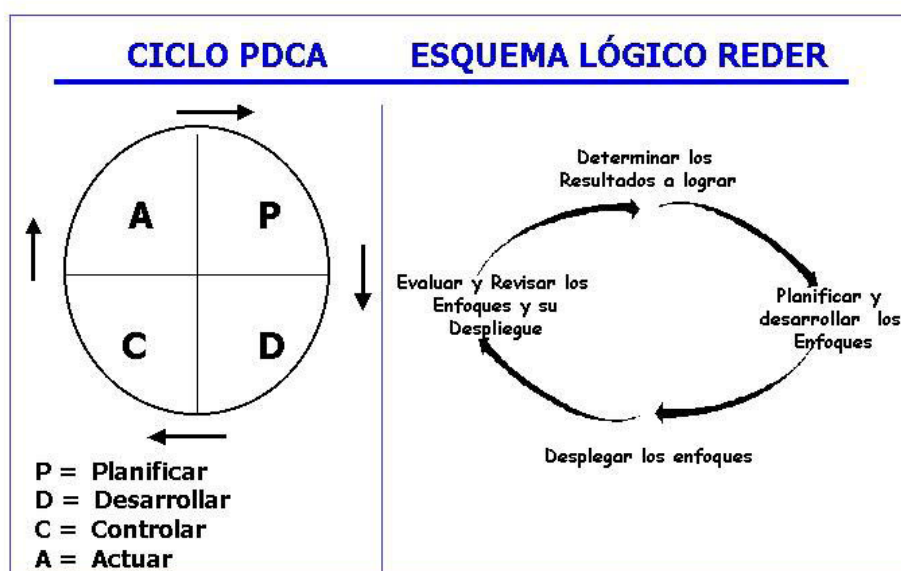 CICLO PDCA
A
P
C
D
P = Planificar
D = Desarrollar
C = Controlar
A = Actuar
ESQUEMA LÓGICO REDER
Determinar los
Resultados a lograr
Planificar y
desarrollar los
Enfoques
Desplegar los enfoques
Evaluar y Revisar los
Enfoques y su
Despliegue